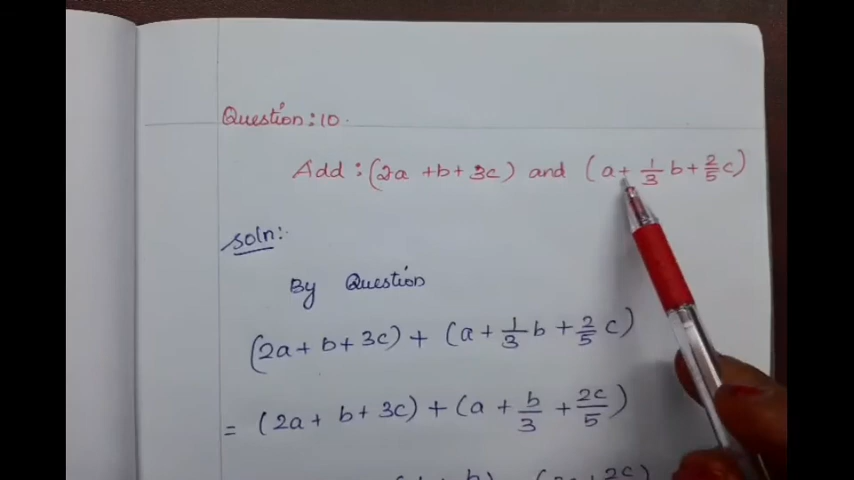 Question: 10.
Add: (2a + b + 3c) and (a + 1/3 b + 2/5 c)
Soln:
By Question
(2a + b + 3c) + (a + 1/3 b + 2/5 c)
= (2a + b + 3c) + (a + b/3 + 2c/5)